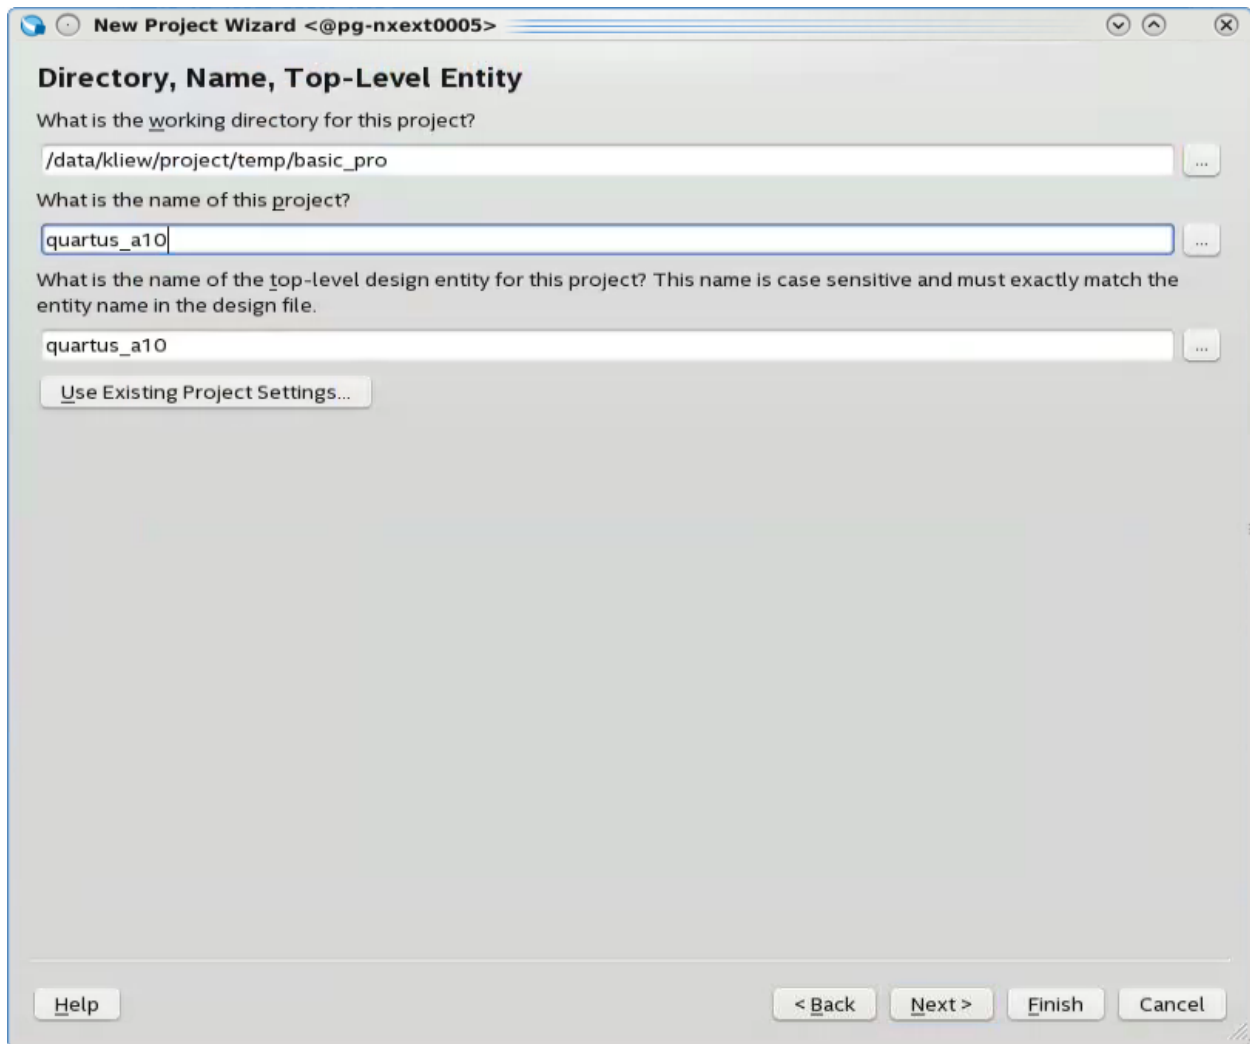 New Project Wizard <@pg-nxext0005>
Directory, Name, Top-Level Entity
What is the working directory for this project?
/data/kliew/project/temp/basic_pro
...
What is the name of this project?
quartus_a10
...
What is the name of the top-level design entity for this project? This name is case sensitive and must exactly match the
entity name in the design file.
quartus_a10
...
Use Existing Project Settings...
Help
< Back
Next >
Finish
Cancel